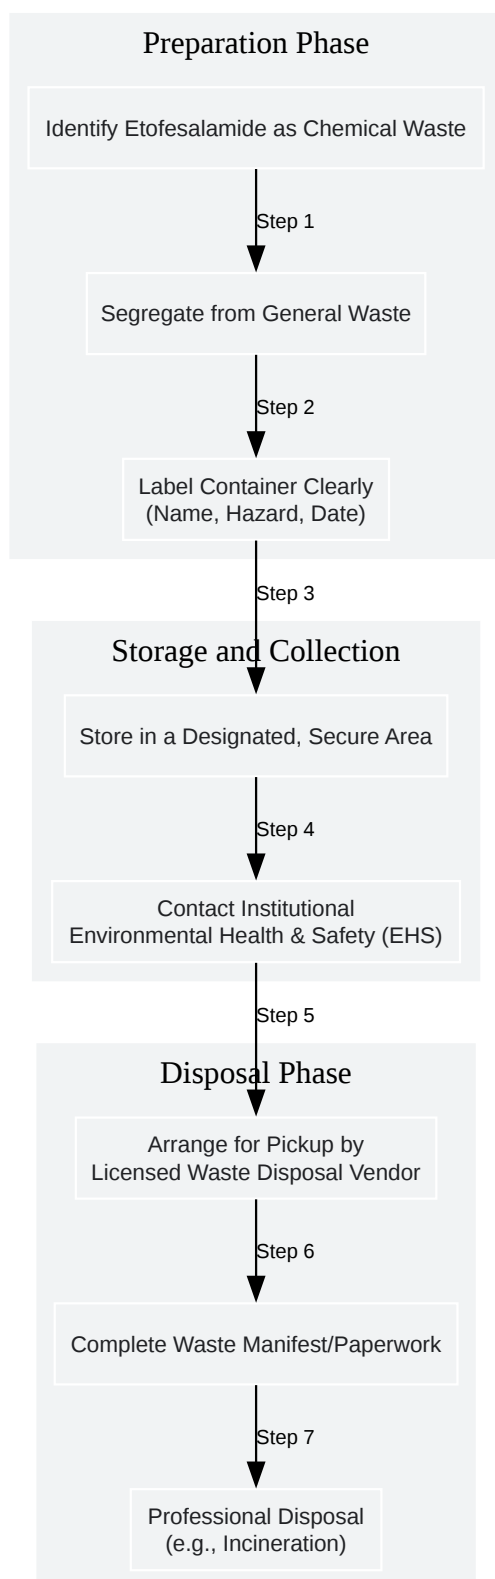 Preparation Phase
Identify Etofesalamide as Chemical Waste
Step 1
Segregate from General Waste
Step 2
Label Container Clearly
(Name, Hazard, Date)
Step 3
Storage and Collection
Store in a Designated, Secure Area
Step 4
Contact Institutional
Environmental Health & Safety (EHS)
Step 5
Disposal Phase
Arrange for Pickup by
Licensed Waste Disposal Vendor
Step 6
Complete Waste Manifest/Paperwork
Step 7
Professional Disposal
(e.g., Incineration)